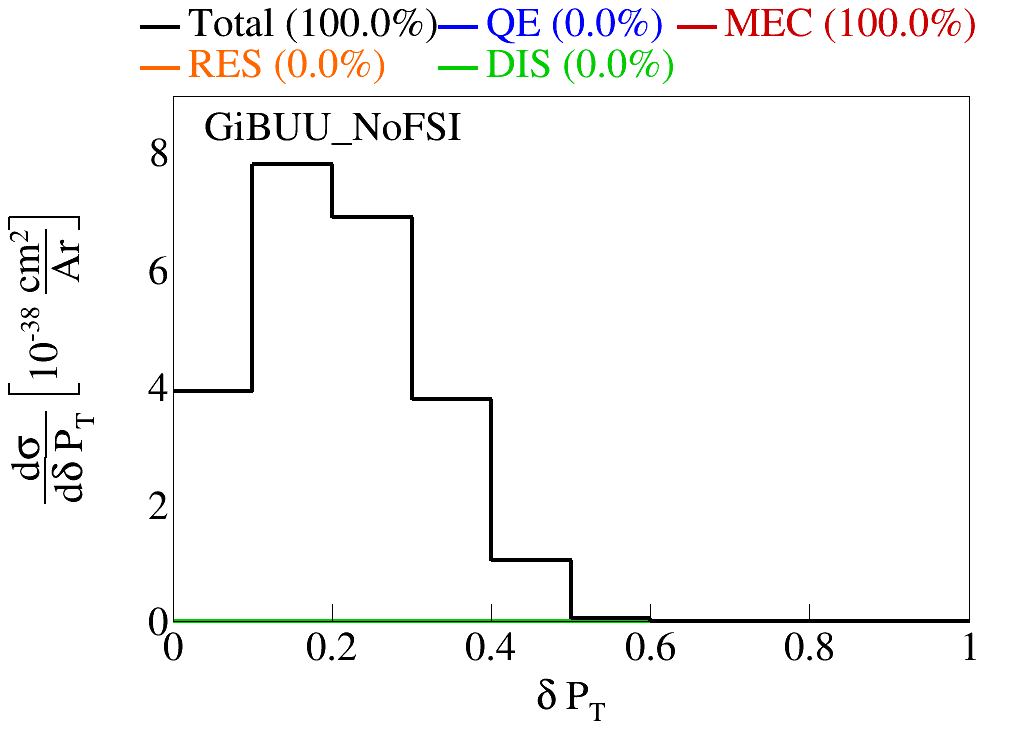 Total (100.0%) QE (0.0%) MEC (100.0%)
RES (0.0%) DIS (0.0%)
GiBUU_NoFSI
8
6
4
2
0
0 0.2 0.4 0.6 0.8 1
δ P_T
dσ/dδ P_T [10^-38 cm^2/Ar]